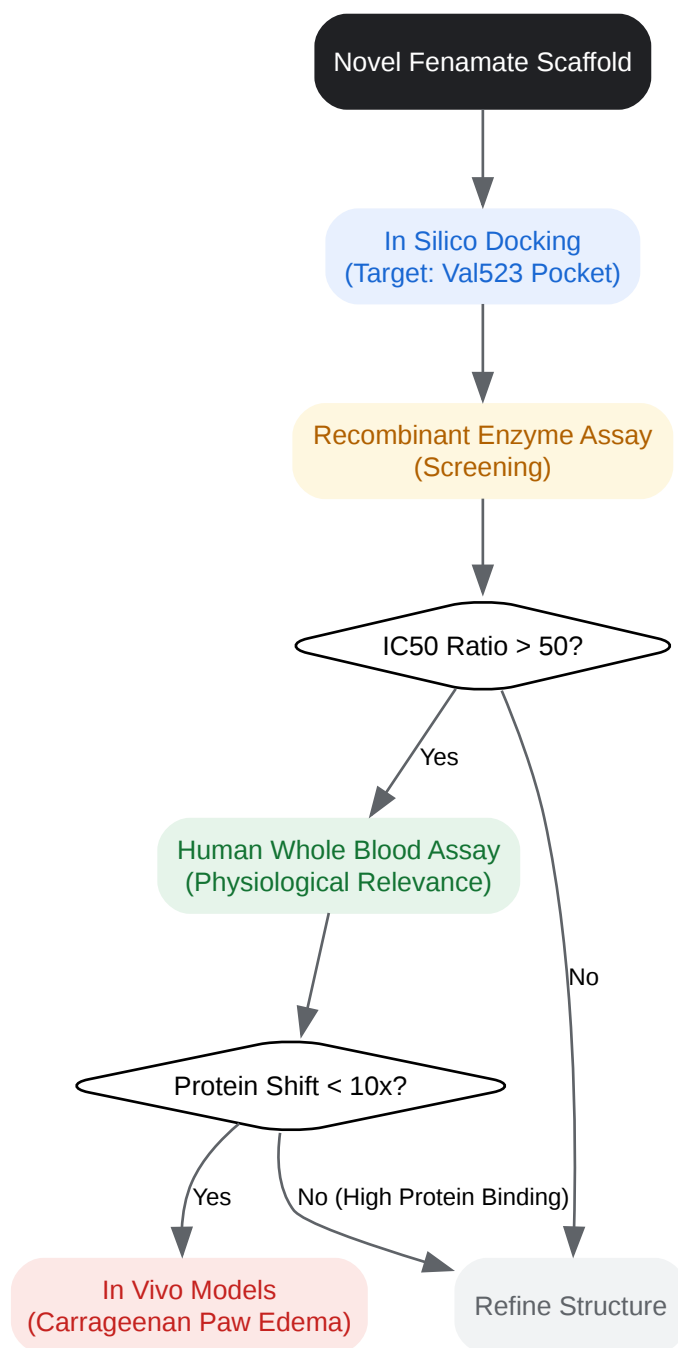 Novel Fenamate Scaffold
In Silico Docking
(Target: Val523 Pocket)
Recombinant Enzyme Assay
(Screening)
IC50 Ratio > 50?
Yes
Human Whole Blood Assay
(Physiological Relevance)
No
Protein Shift < 10x?
Yes
No (High Protein Binding)
In Vivo Models
(Carrageenan Paw Edema)
Refine Structure